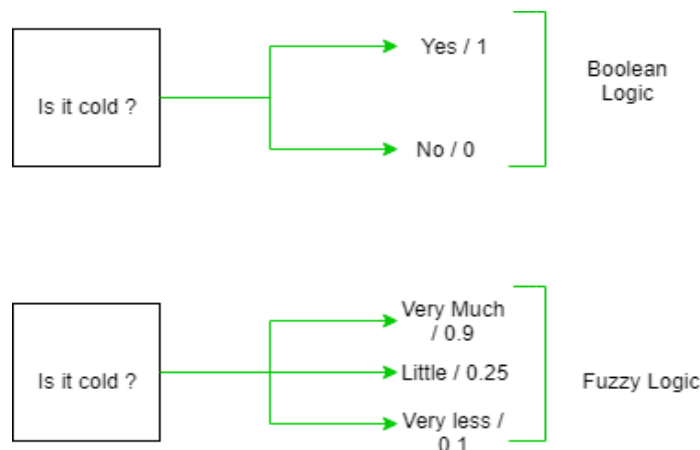 Is it cold ?
Yes / 1
No / 0
Boolean
Logic
Is it cold ?
Very Much
/ 0.9
Little / 0.25
Very less /
0.1
Fuzzy Logic